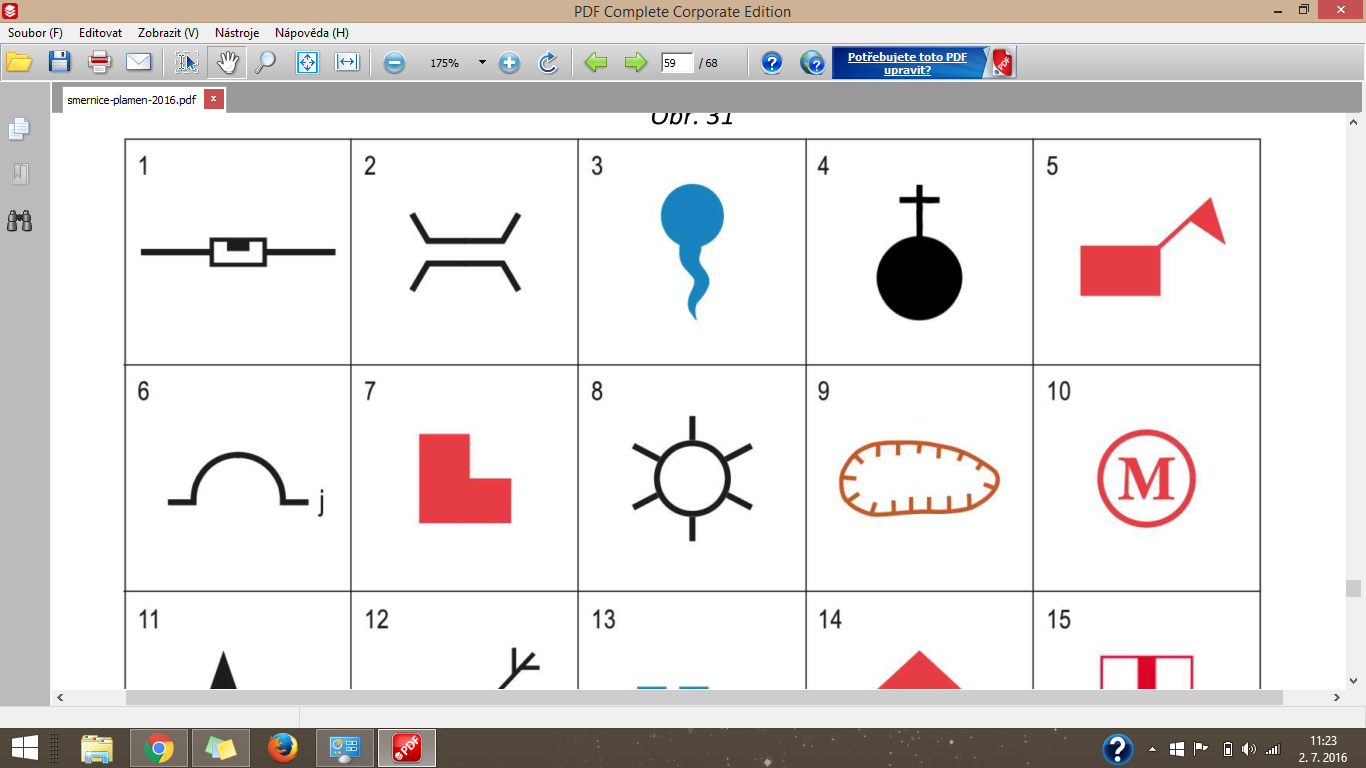 PDF Complete Corporate Edition
Soubor (F) Editovat Zobrazit (V) Nástroje Nápověda (H)
175% 59 / 68 Potřebujete toto PDF
upravit?
smernice-plamen-2016.pdf x
Obr. 31
1 2 3 4 5
6 7 8 9 10
j M
11 12 13 14 15
PDF
11:23
2. 7. 2016